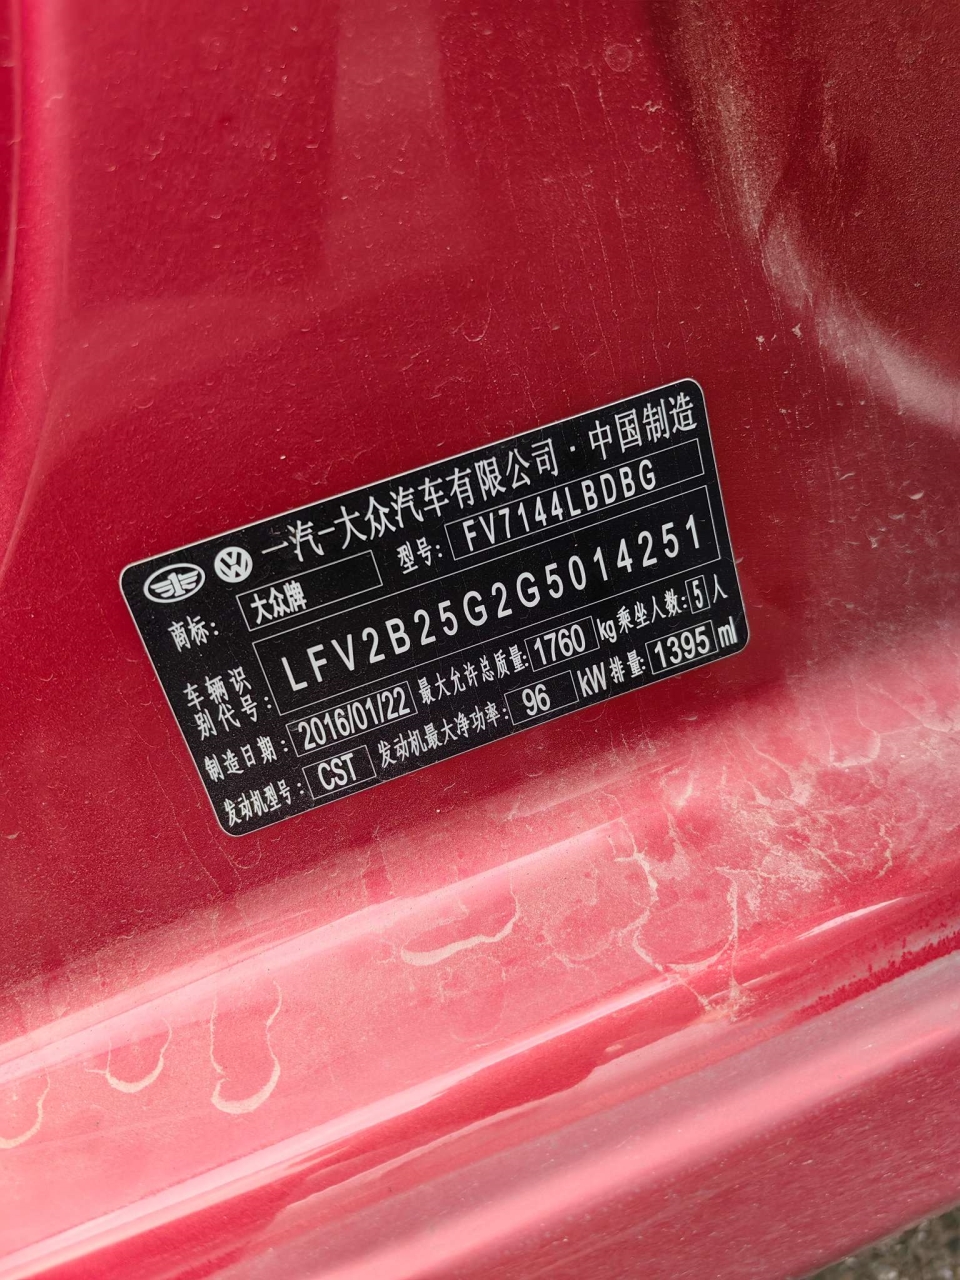 一汽-大众汽车有限公司·中国制造
商标: 大众牌 型号: FV7144LBDBG
车辆识别代号: LFV2B25G2G5014251
制造日期: 2016/01/22 最大允许总质量: 1760 kg 乘坐人数: 5 人
发动机型号: CST 发动机最大净功率: 96 kW 排量: 1395 ml